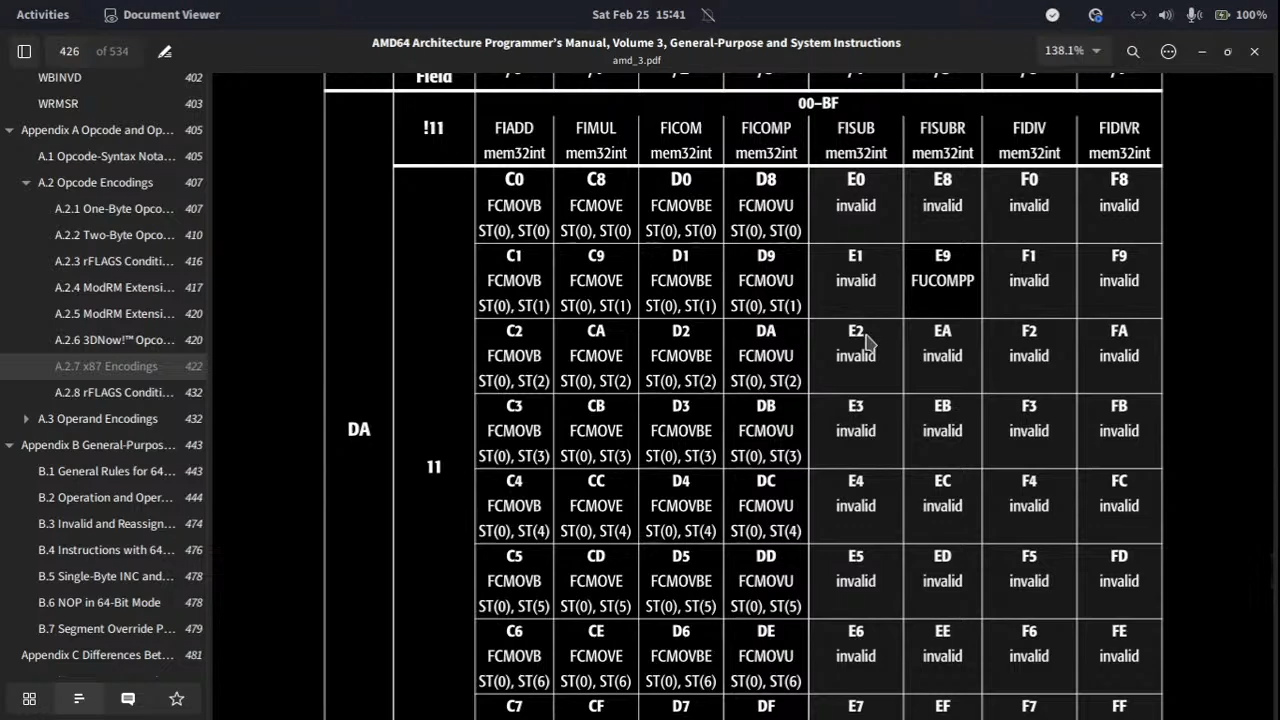 Activities Document Viewer Sat Feb 25 15:41 100%
426 of 534 AMD64 Architecture Programmer's Manual, Volume 3, General-Purpose and System Instructions 138.1%
amd_3.pdf
WBINVD 402
WRMSR 403
Appendix A Opcode and Op... 405
A.1 Opcode-Syntax Nota... 405
A.2 Opcode Encodings 407
A.2.1 One-Byte Opco... 407
A.2.2 Two-Byte Opco... 410
A.2.3 rFLAGS Conditi... 416
A.2.4 ModRM Extensi... 417
A.2.5 ModRM Extensi... 420
A.2.6 3DNow!™ Opco... 420
A.2.7 x87 Encodings 422
A.2.8 rFLAGS Conditi... 432
A.3 Operand Encodings 432
Appendix B General-Purpos... 443
B.1 General Rules for 64... 443
B.2 Operation and Oper... 444
B.3 Invalid and Reassign... 474
B.4 Instructions with 64... 476
B.5 Single-Byte INC and... 478
B.6 NOP in 64-Bit Mode 478
B.7 Segment Override P... 479
Appendix C Differences Bet... 481
Field
00–BF
!11 FIADD FIMUL FICOM FICOMP FISUB FISUBR FIDIV FIDIVR
mem32int mem32int mem32int mem32int mem32int mem32int mem32int mem32int
C0 C8 D0 D8 E0 E8 F0 F8
FCMOVB FCMOVE FCMOVBE FCMOVU invalid invalid invalid invalid
ST(0), ST(0) ST(0), ST(0) ST(0), ST(0) ST(0), ST(0)
C1 C9 D1 D9 E1 E9 F1 F9
FCMOVB FCMOVE FCMOVBE FCMOVU invalid FUCOMPP invalid invalid
ST(0), ST(1) ST(0), ST(1) ST(0), ST(1) ST(0), ST(1)
C2 CA D2 DA E2 EA F2 FA
FCMOVB FCMOVE FCMOVBE FCMOVU invalid invalid invalid invalid
ST(0), ST(2) ST(0), ST(2) ST(0), ST(2) ST(0), ST(2)
C3 CB D3 DB E3 EB F3 FB
DA FCMOVB FCMOVE FCMOVBE FCMOVU invalid invalid invalid invalid
ST(0), ST(3) ST(0), ST(3) ST(0), ST(3) ST(0), ST(3)
11
C4 CC D4 DC E4 EC F4 FC
FCMOVB FCMOVE FCMOVBE FCMOVU invalid invalid invalid invalid
ST(0), ST(4) ST(0), ST(4) ST(0), ST(4) ST(0), ST(4)
C5 CD D5 DD E5 ED F5 FD
FCMOVB FCMOVE FCMOVBE FCMOVU invalid invalid invalid invalid
ST(0), ST(5) ST(0), ST(5) ST(0), ST(5) ST(0), ST(5)
C6 CE D6 DE E6 EE F6 FE
FCMOVB FCMOVE FCMOVBE FCMOVU invalid invalid invalid invalid
ST(0), ST(6) ST(0), ST(6) ST(0), ST(6) ST(0), ST(6)
C7 CF D7 DF E7 EF F7 FF